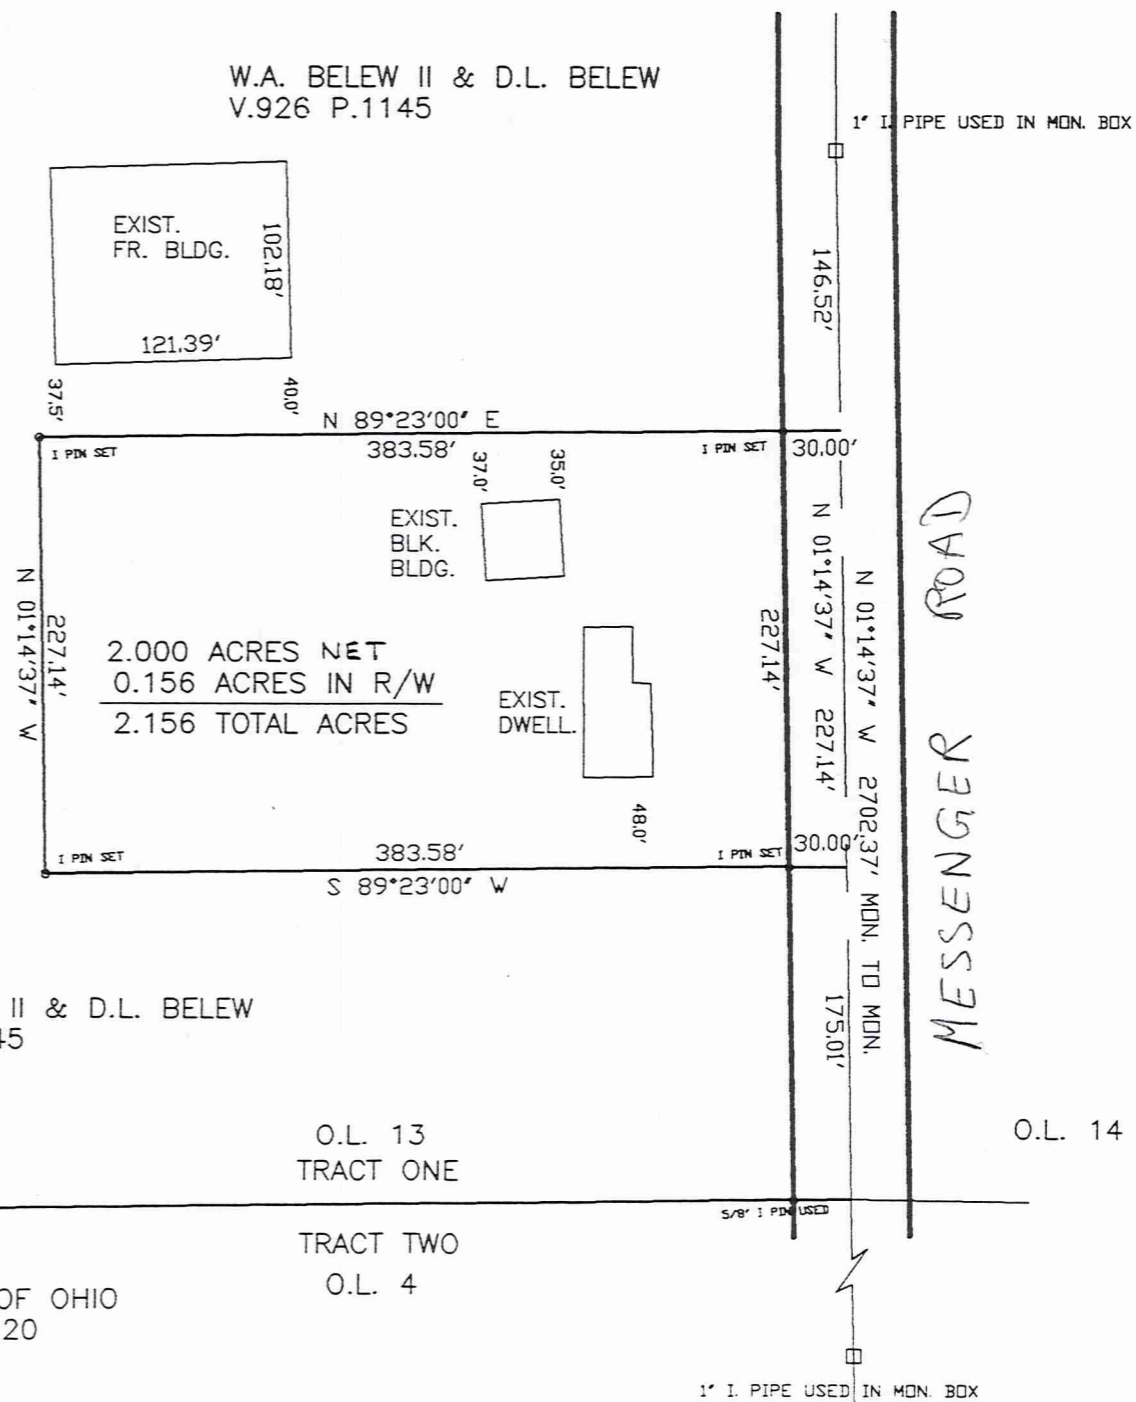 W.A. BELEW II & D.L. BELEW
V.926 P.1145
1" I. PIPE USED IN MON. BOX
EXIST.
FR. BLDG.
102.18'
121.39'
146.52'
37.5'
40.0'
N 89°23'00" E
383.58'
I PIN SET
I PIN SET
30.00'
37.0'
35.0'
EXIST.
BLK.
BLDG.
N 01°14'37" W
227.14'
2.000 ACRES NET
0.156 ACRES IN R/W
2.156 TOTAL ACRES
EXIST.
DWELL.
48.0'
227.14'
N 01°14'37" W 227.14'
N 01°14'37" W 2702.37' MON. TO MON.
MESSENGER ROAD
I PIN SET
383.58'
S 89°23'00" W
I PIN SET
30.00'
II & D.L. BELEW
45
175.01'
O.L. 13
TRACT ONE
O.L. 14
5/8" I PIN USED
TRACT TWO
O.L. 4
OF OHIO
20
1" I. PIPE USED IN MON. BOX